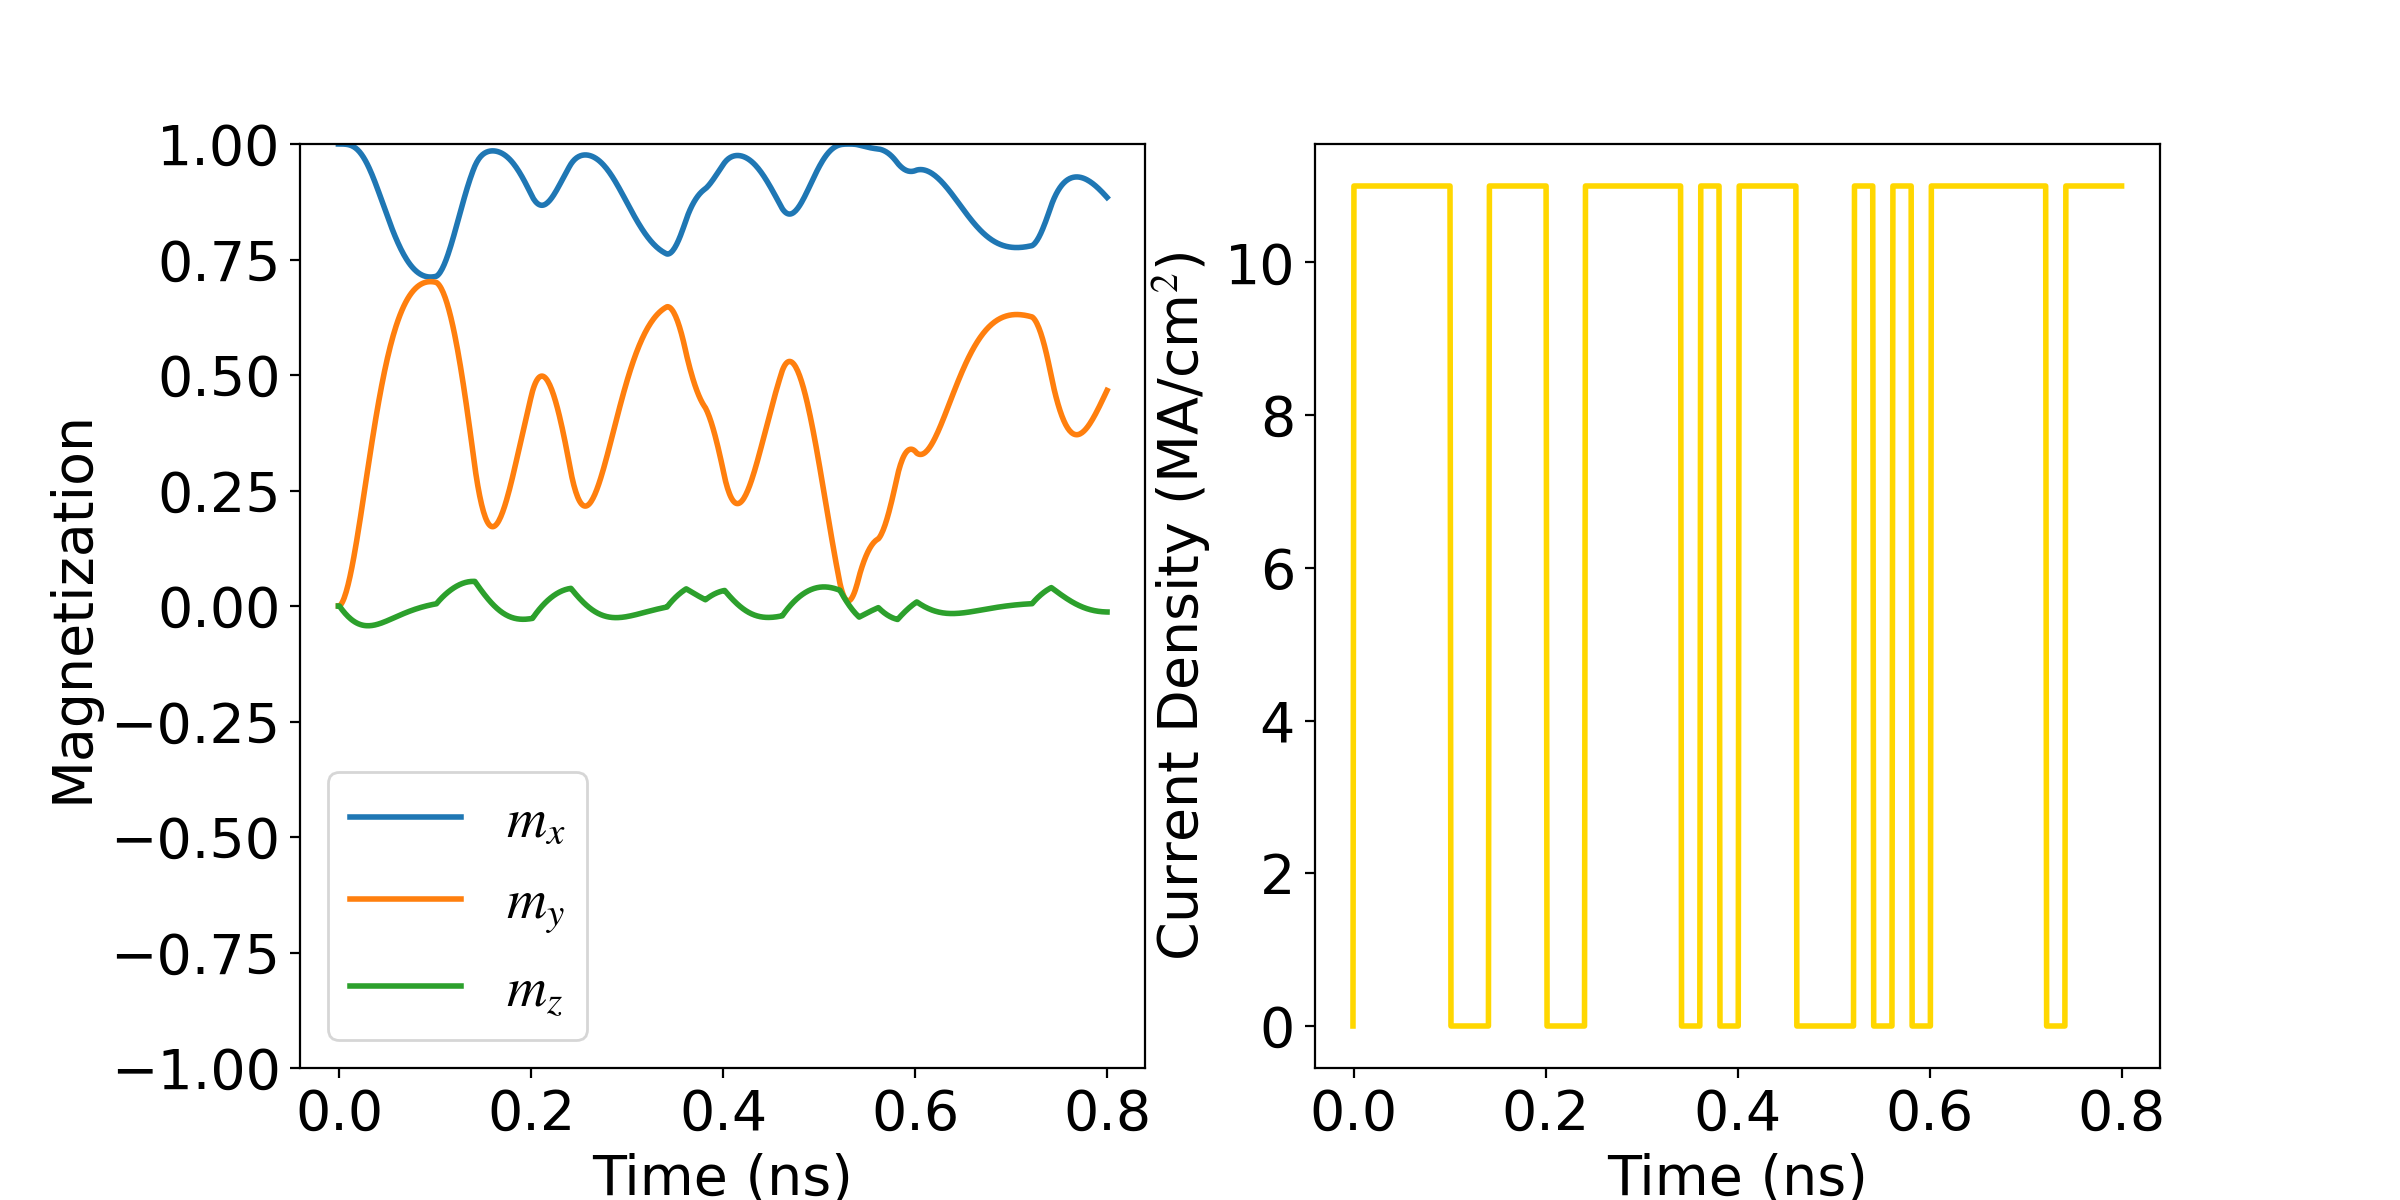 1.00
0.75
0.50
0.25
0.00
−0.25
−0.50
−0.75
−1.00
Magnetization
m_x
m_y
m_z
0.0 0.2 0.4 0.6 0.8
Time (ns)
10
8
6
4
2
0
Current Density (MA/cm²)
0.0 0.2 0.4 0.6 0.8
Time (ns)